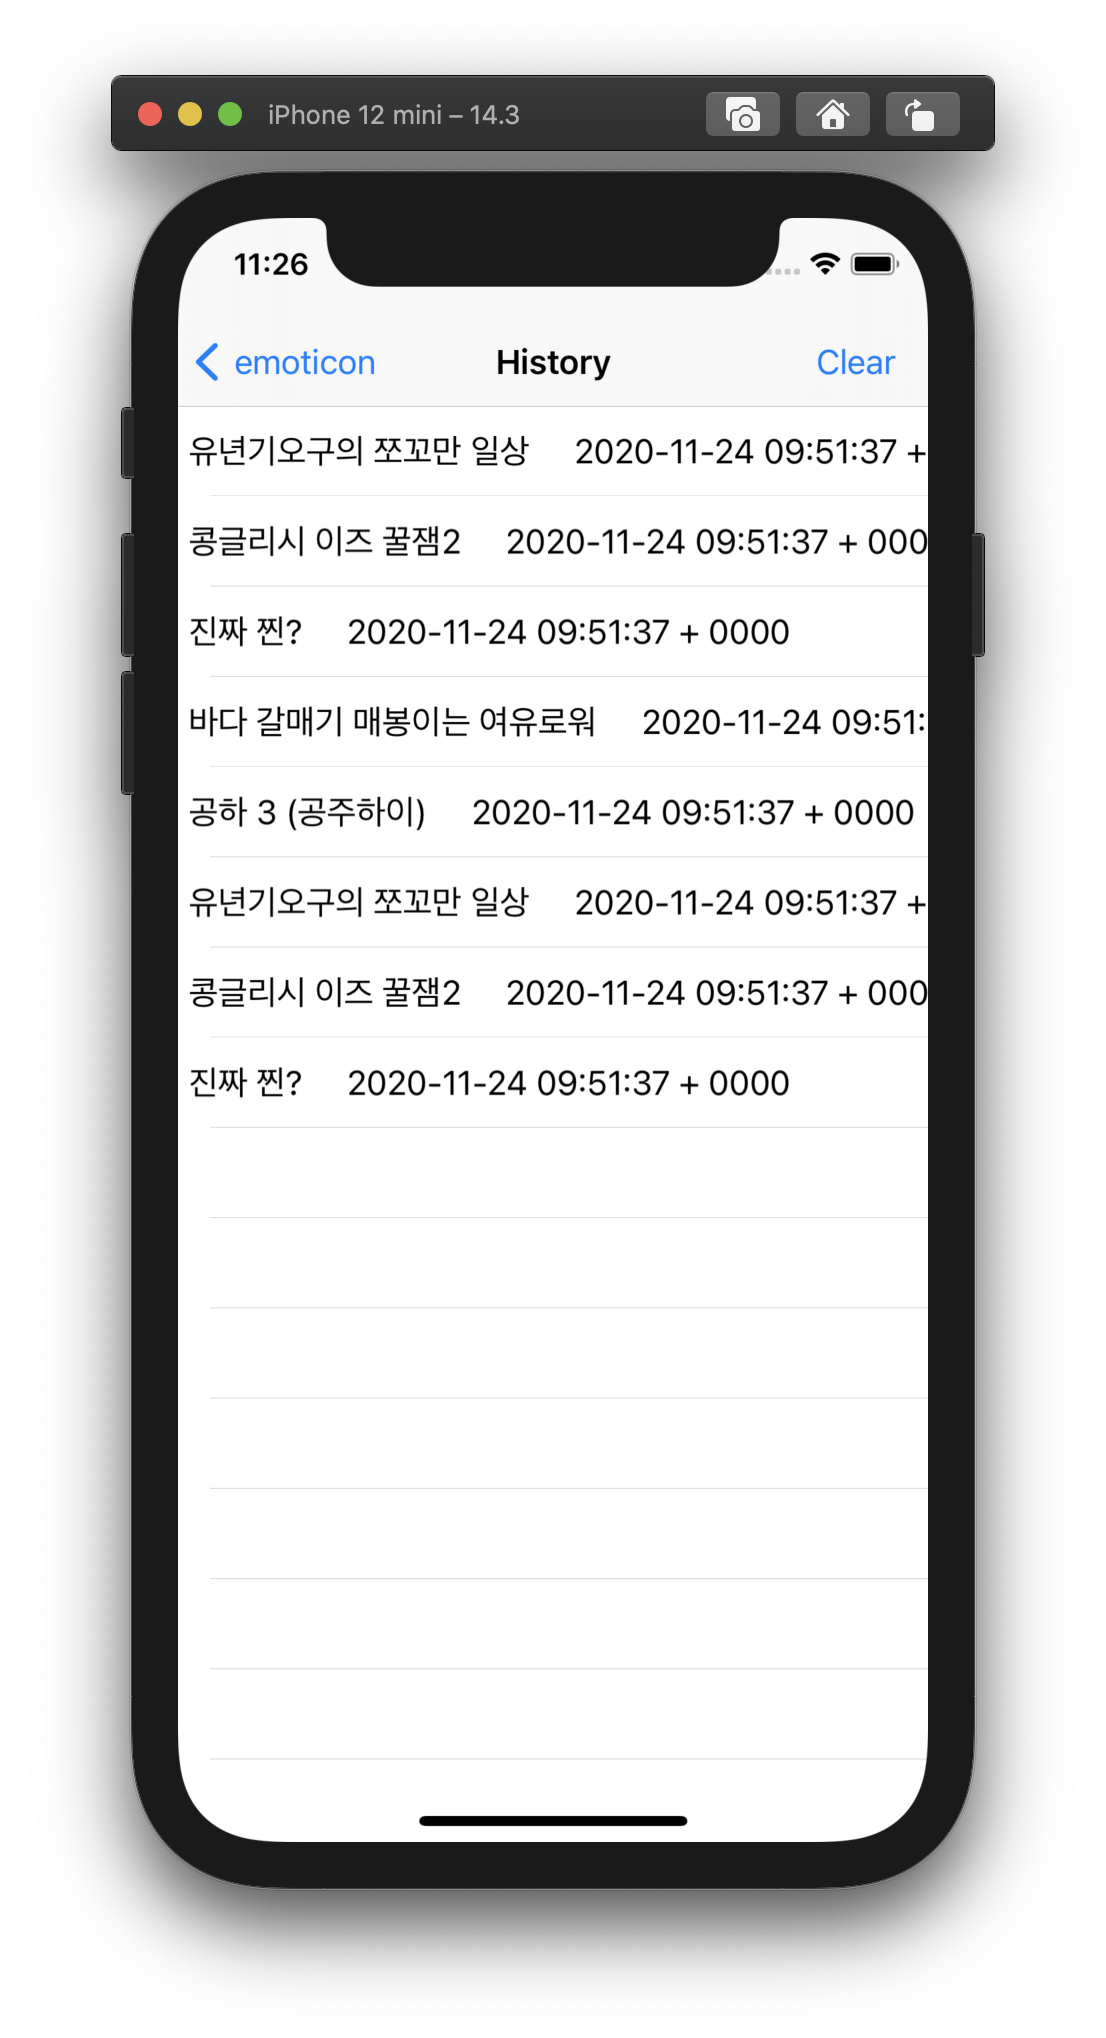 iPhone 12 mini – 14.3
11:26
emoticon History Clear
유년기오구의 쪼꼬만 일상 2020-11-24 09:51:37 +
콩글리시 이즈 꿀잼2 2020-11-24 09:51:37 + 000
진짜 찐? 2020-11-24 09:51:37 + 0000
바다 갈매기 매봉이는 여유로워 2020-11-24 09:51:
공하 3 (공주하이) 2020-11-24 09:51:37 + 0000
유년기오구의 쪼꼬만 일상 2020-11-24 09:51:37 +
콩글리시 이즈 꿀잼2 2020-11-24 09:51:37 + 000
진짜 찐? 2020-11-24 09:51:37 + 0000